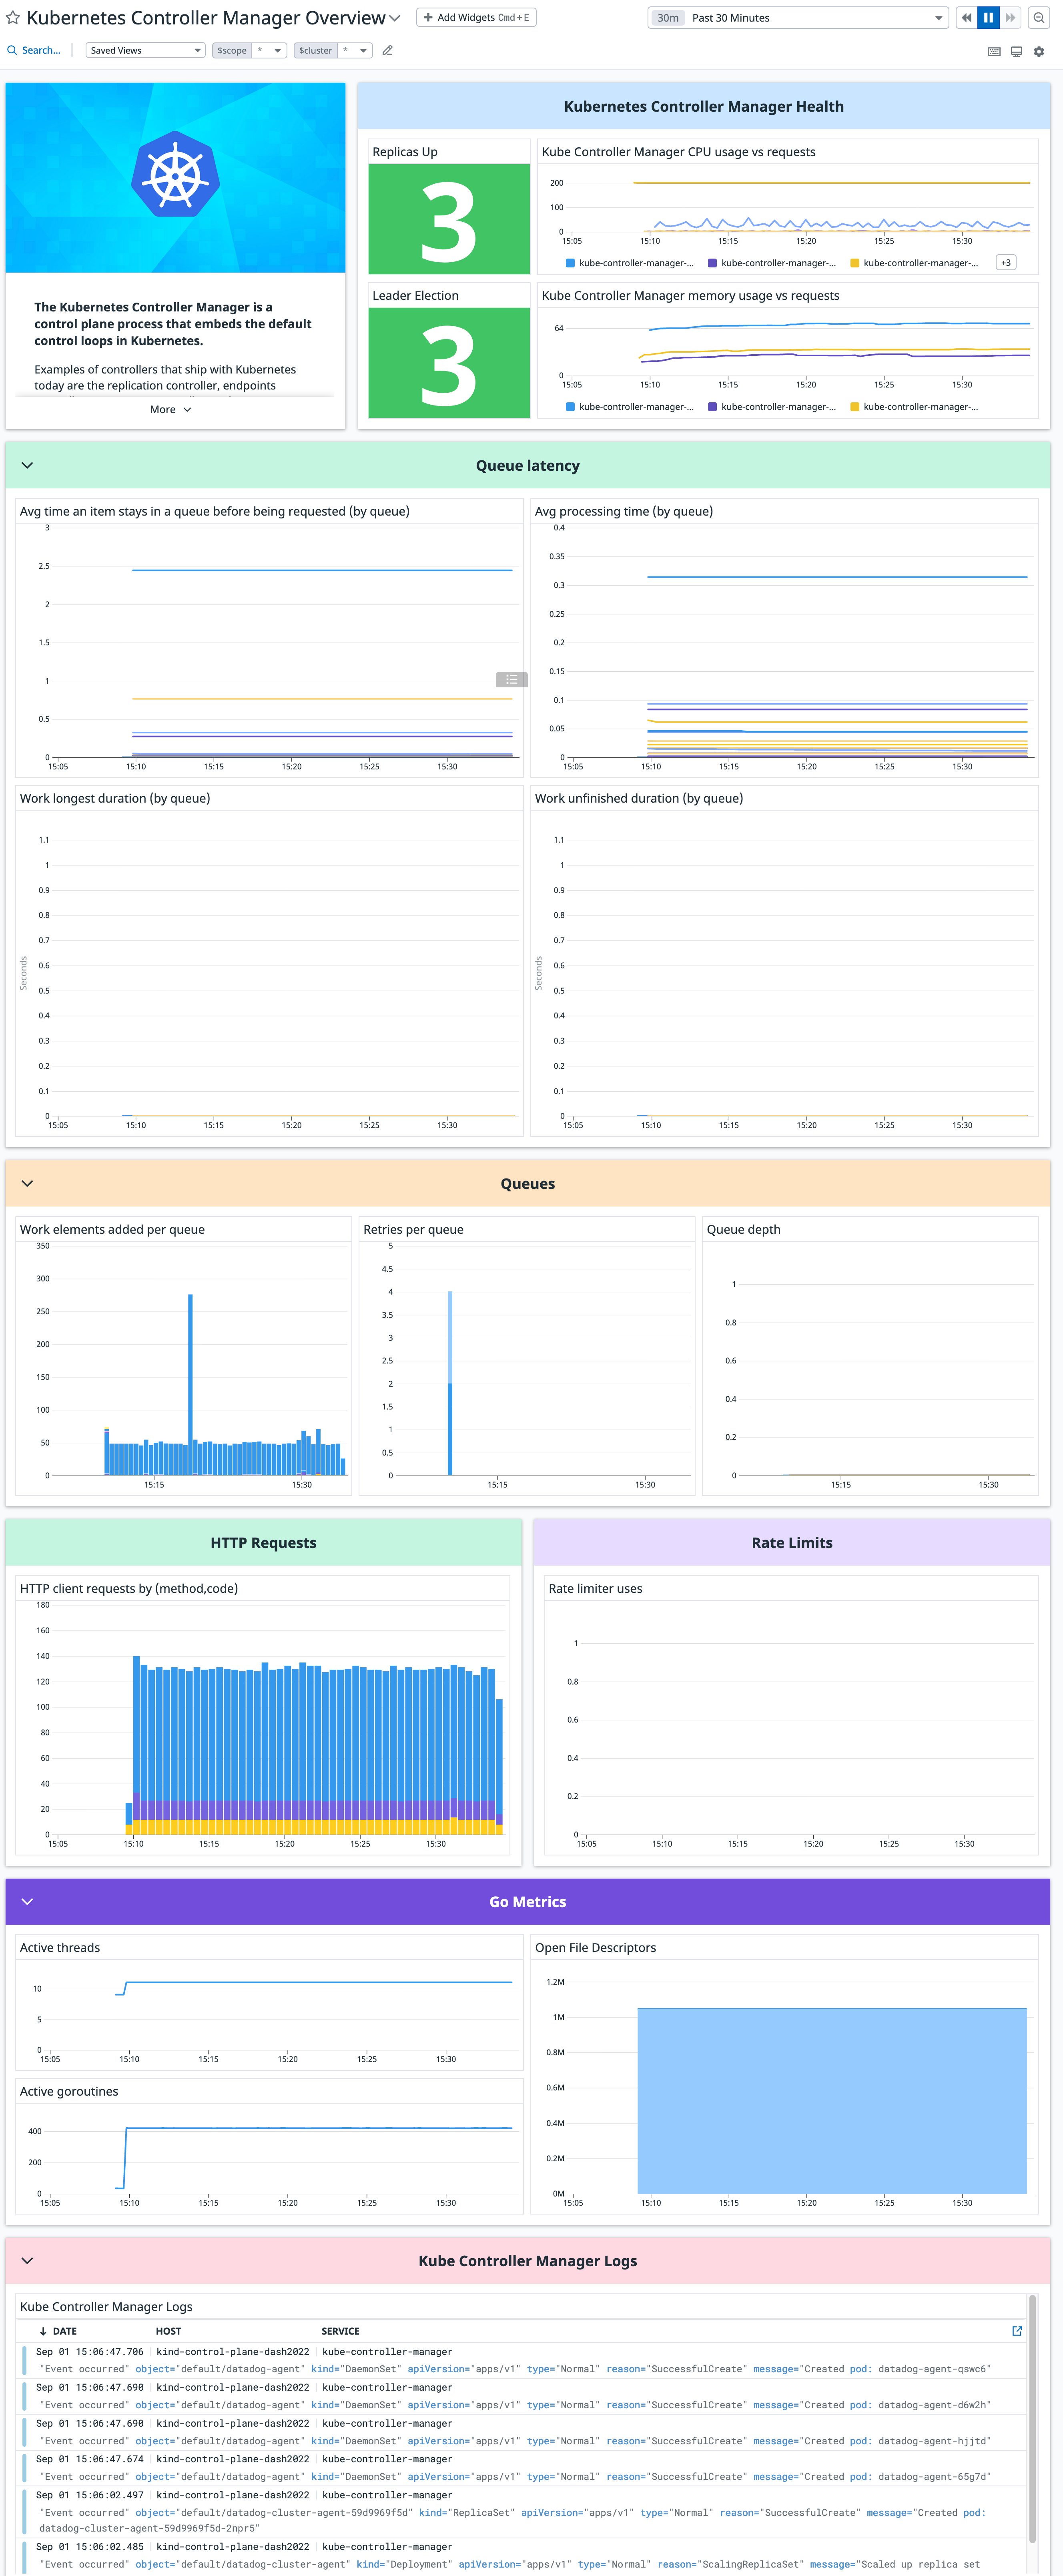 Kubernetes Controller Manager Overview
Add Widgets Cmd+E
30m Past 30 Minutes
Search...
Saved Views
$scope *
$cluster *
The Kubernetes Controller Manager is a
control plane process that embeds the default
control loops in Kubernetes.
Examples of controllers that ship with Kubernetes
today are the replication controller, endpoints
More
Kubernetes Controller Manager Health
Replicas Up
3
Kube Controller Manager CPU usage vs requests
200
100
0
15:05 15:10 15:15 15:20 15:25 15:30
kube-controller-manager-... kube-controller-manager-... kube-controller-manager-... +3
Leader Election
3
Kube Controller Manager memory usage vs requests
64
0
15:05 15:10 15:15 15:20 15:25 15:30
kube-controller-manager-... kube-controller-manager-... kube-controller-manager-...
Queue latency
Avg time an item stays in a queue before being requested (by queue)
3
2.5
2
1.5
1
0.5
0
15:05 15:10 15:15 15:20 15:25 15:30
Avg processing time (by queue)
0.4
0.35
0.3
0.25
0.2
0.15
0.1
0.05
0
15:05 15:10 15:15 15:20 15:25 15:30
Work longest duration (by queue)
Seconds
1.1
1
0.9
0.8
0.7
0.6
0.5
0.4
0.3
0.2
0.1
0
15:05 15:10 15:15 15:20 15:25 15:30
Work unfinished duration (by queue)
Seconds
1.1
1
0.9
0.8
0.7
0.6
0.5
0.4
0.3
0.2
0.1
0
15:05 15:10 15:15 15:20 15:25 15:30
Queues
Work elements added per queue
350
300
250
200
150
100
50
0
15:15 15:30
Retries per queue
5
4.5
4
3.5
3
2.5
2
1.5
1
0.5
0
15:15 15:30
Queue depth
1
0.8
0.6
0.4
0.2
0
15:15 15:30
HTTP Requests
HTTP client requests by (method,code)
180
160
140
120
100
80
60
40
20
0
15:05 15:10 15:15 15:20 15:25 15:30
Rate Limits
Rate limiter uses
1
0.8
0.6
0.4
0.2
0
15:05 15:10 15:15 15:20 15:25 15:30
Go Metrics
Active threads
10
5
0
15:05 15:10 15:15 15:20 15:25 15:30
Active goroutines
400
200
0
15:05 15:10 15:15 15:20 15:25 15:30
Open File Descriptors
1.2M
1M
0.8M
0.6M
0.4M
0.2M
0M
15:05 15:10 15:15 15:20 15:25 15:30
Kube Controller Manager Logs
Kube Controller Manager Logs
DATE HOST SERVICE
Sep 01 15:06:47.706 kind-control-plane-dash2022 kube-controller-manager
"Event occurred" object="default/datadog-agent" kind="DaemonSet" apiVersion="apps/v1" type="Normal" reason="SuccessfulCreate" message="Created pod: datadog-agent-qswc6"
Sep 01 15:06:47.690 kind-control-plane-dash2022 kube-controller-manager
"Event occurred" object="default/datadog-agent" kind="DaemonSet" apiVersion="apps/v1" type="Normal" reason="SuccessfulCreate" message="Created pod: datadog-agent-d6w2h"
Sep 01 15:06:47.690 kind-control-plane-dash2022 kube-controller-manager
"Event occurred" object="default/datadog-agent" kind="DaemonSet" apiVersion="apps/v1" type="Normal" reason="SuccessfulCreate" message="Created pod: datadog-agent-hjjtd"
Sep 01 15:06:47.674 kind-control-plane-dash2022 kube-controller-manager
"Event occurred" object="default/datadog-agent" kind="DaemonSet" apiVersion="apps/v1" type="Normal" reason="SuccessfulCreate" message="Created pod: datadog-agent-65g7d"
Sep 01 15:06:02.497 kind-control-plane-dash2022 kube-controller-manager
"Event occurred" object="default/datadog-cluster-agent-59d9969f5d" kind="ReplicaSet" apiVersion="apps/v1" type="Normal" reason="SuccessfulCreate" message="Created pod:
datadog-cluster-agent-59d9969f5d-2npr5"
Sep 01 15:06:02.485 kind-control-plane-dash2022 kube-controller-manager
"Event occurred" object="default/datadog-cluster-agent" kind="Deployment" apiVersion="apps/v1" type="Normal" reason="ScalingReplicaSet" message="Scaled up replica set